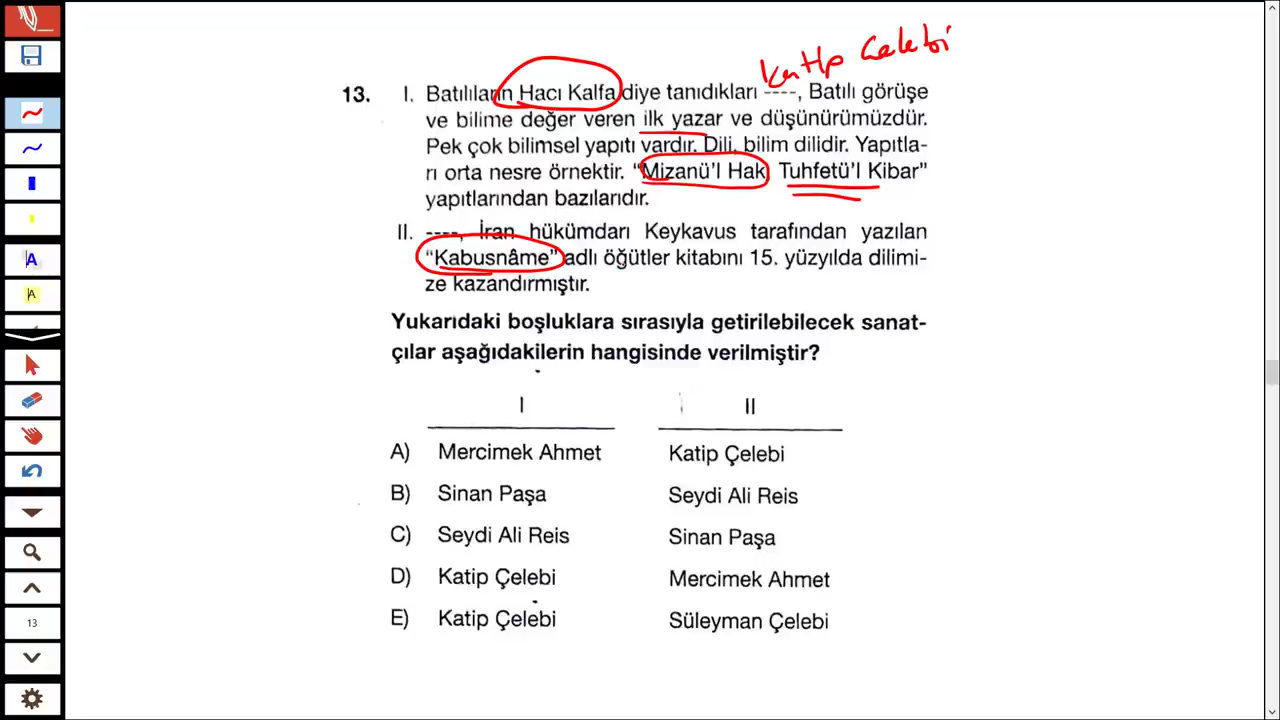 Katip Çelebi
13. I. Batılıların Hacı Kalfa diye tanıdıkları ----, Batılı görüşe
ve bilime değer veren ilk yazar ve düşünürümüzdür.
Pek çok bilimsel yapıtı vardır. Dili, bilim dilidir. Yapıtla-
rı orta nesre örnektir. “Mizanü’l Hak, Tuhfetü’l Kibar”
yapıtlarından bazılarıdır.
II. ----, İran hükümdarı Keykavus tarafından yazılan
“Kabusnâme” adlı öğütler kitabını 15. yüzyılda dilimi-
ze kazandırmıştır.
Yukarıdaki boşluklara sırasıyla getirilebilecek sanat-
çılar aşağıdakilerin hangisinde verilmiştir?
I II
A) Mercimek Ahmet Katip Çelebi
B) Sinan Paşa Seydi Ali Reis
C) Seydi Ali Reis Sinan Paşa
D) Katip Çelebi Mercimek Ahmet
E) Katip Çelebi Süleyman Çelebi
A
A
13